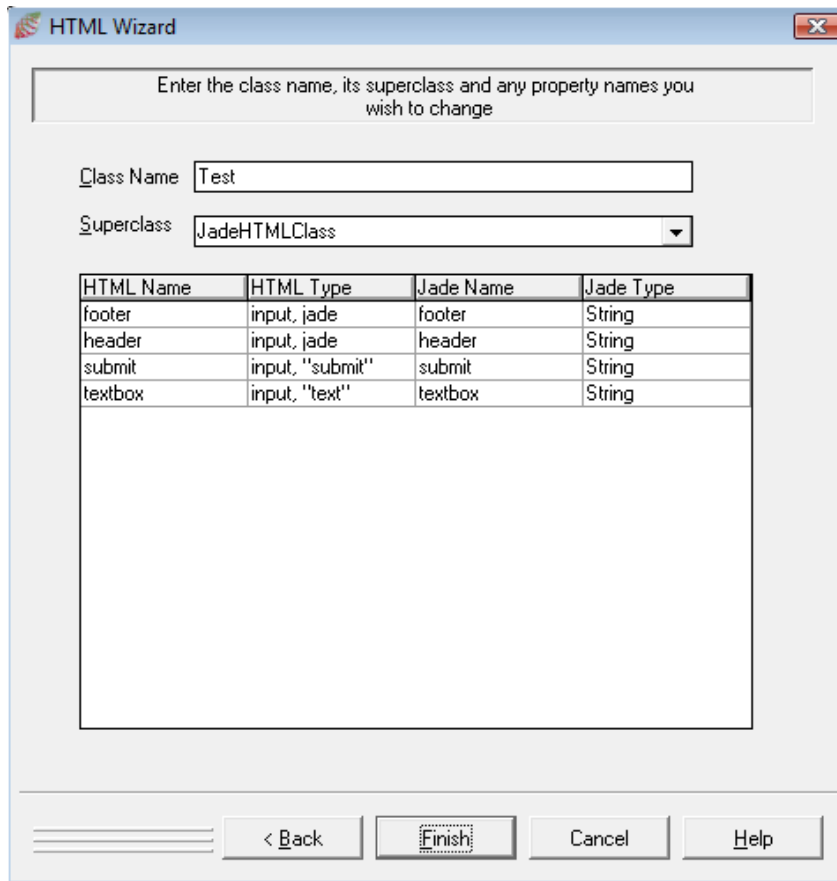 HTML Wizard
Enter the class name, its superclass and any property names you
wish to change
Class Name Test
Superclass JadeHTMLClass
HTML Name HTML Type Jade Name Jade Type
footer input, jade footer String
header input, jade header String
submit input, "submit" submit String
textbox input, "text" textbox String
< Back Finish Cancel Help